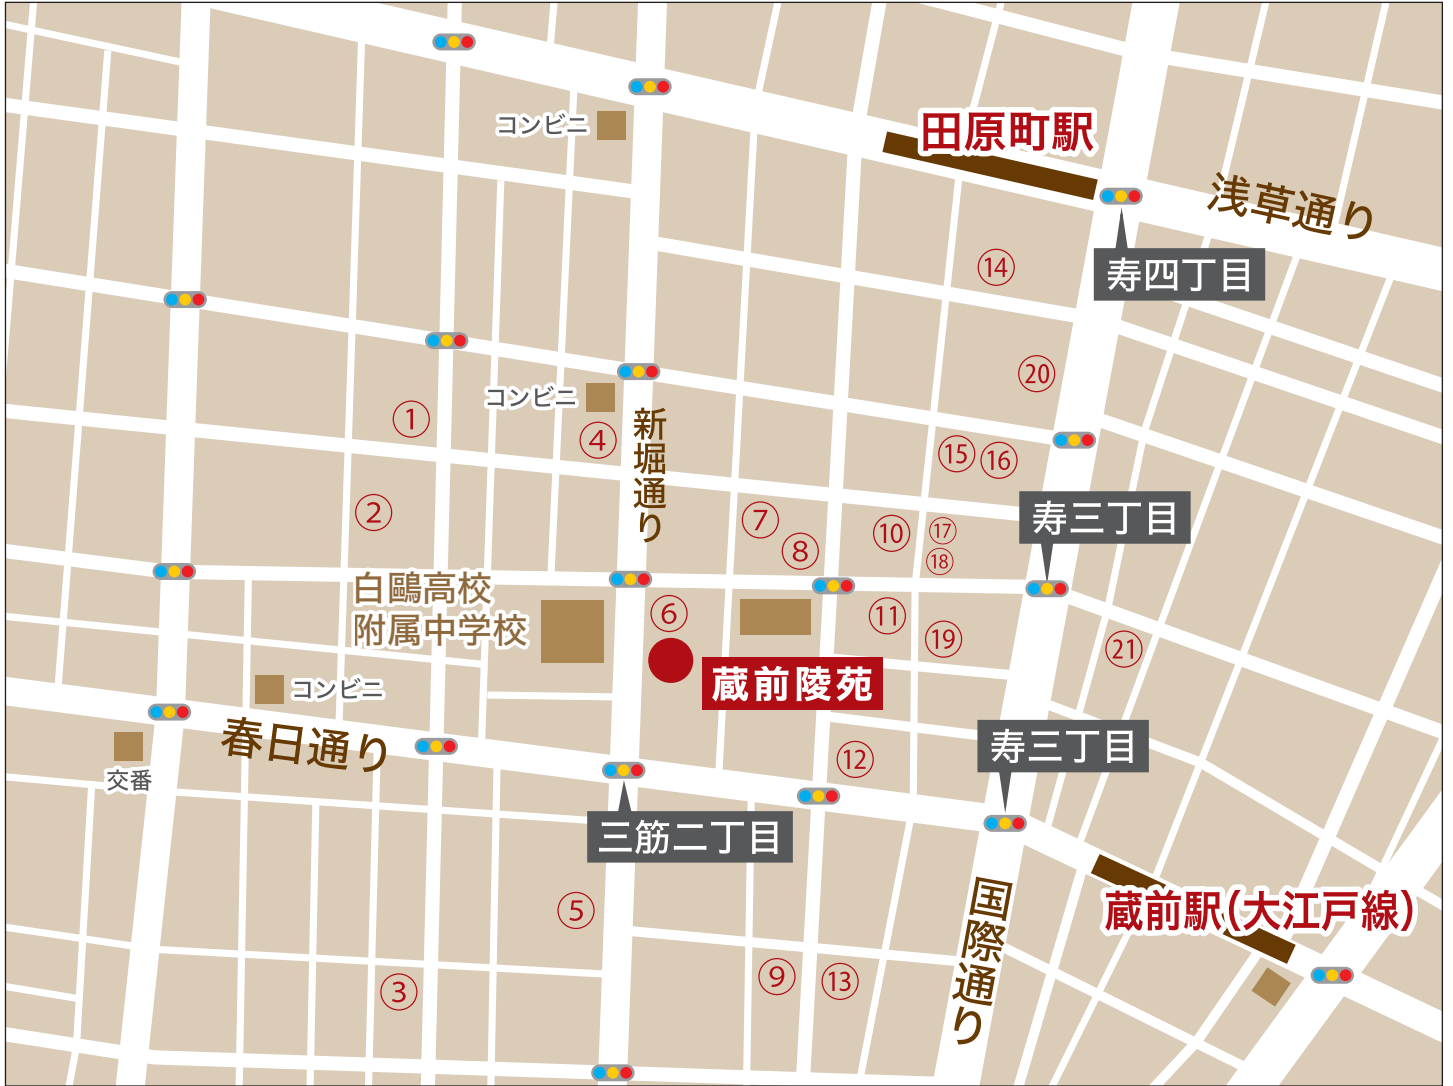 コンビニ
田原町駅
浅草通り
⑭
寿四丁目
⑳
コンビニ
①
④
新堀通り
⑮
⑯
②
⑦
⑧
⑩
⑰
⑱
寿三丁目
白鷗高校
附属中学校
⑥
⑪
⑲
㉑
蔵前陵苑
コンビニ
春日通り
交番
⑫
寿三丁目
三筋二丁目
⑤
国際通り
蔵前駅(大江戸線)
③
⑨
⑬